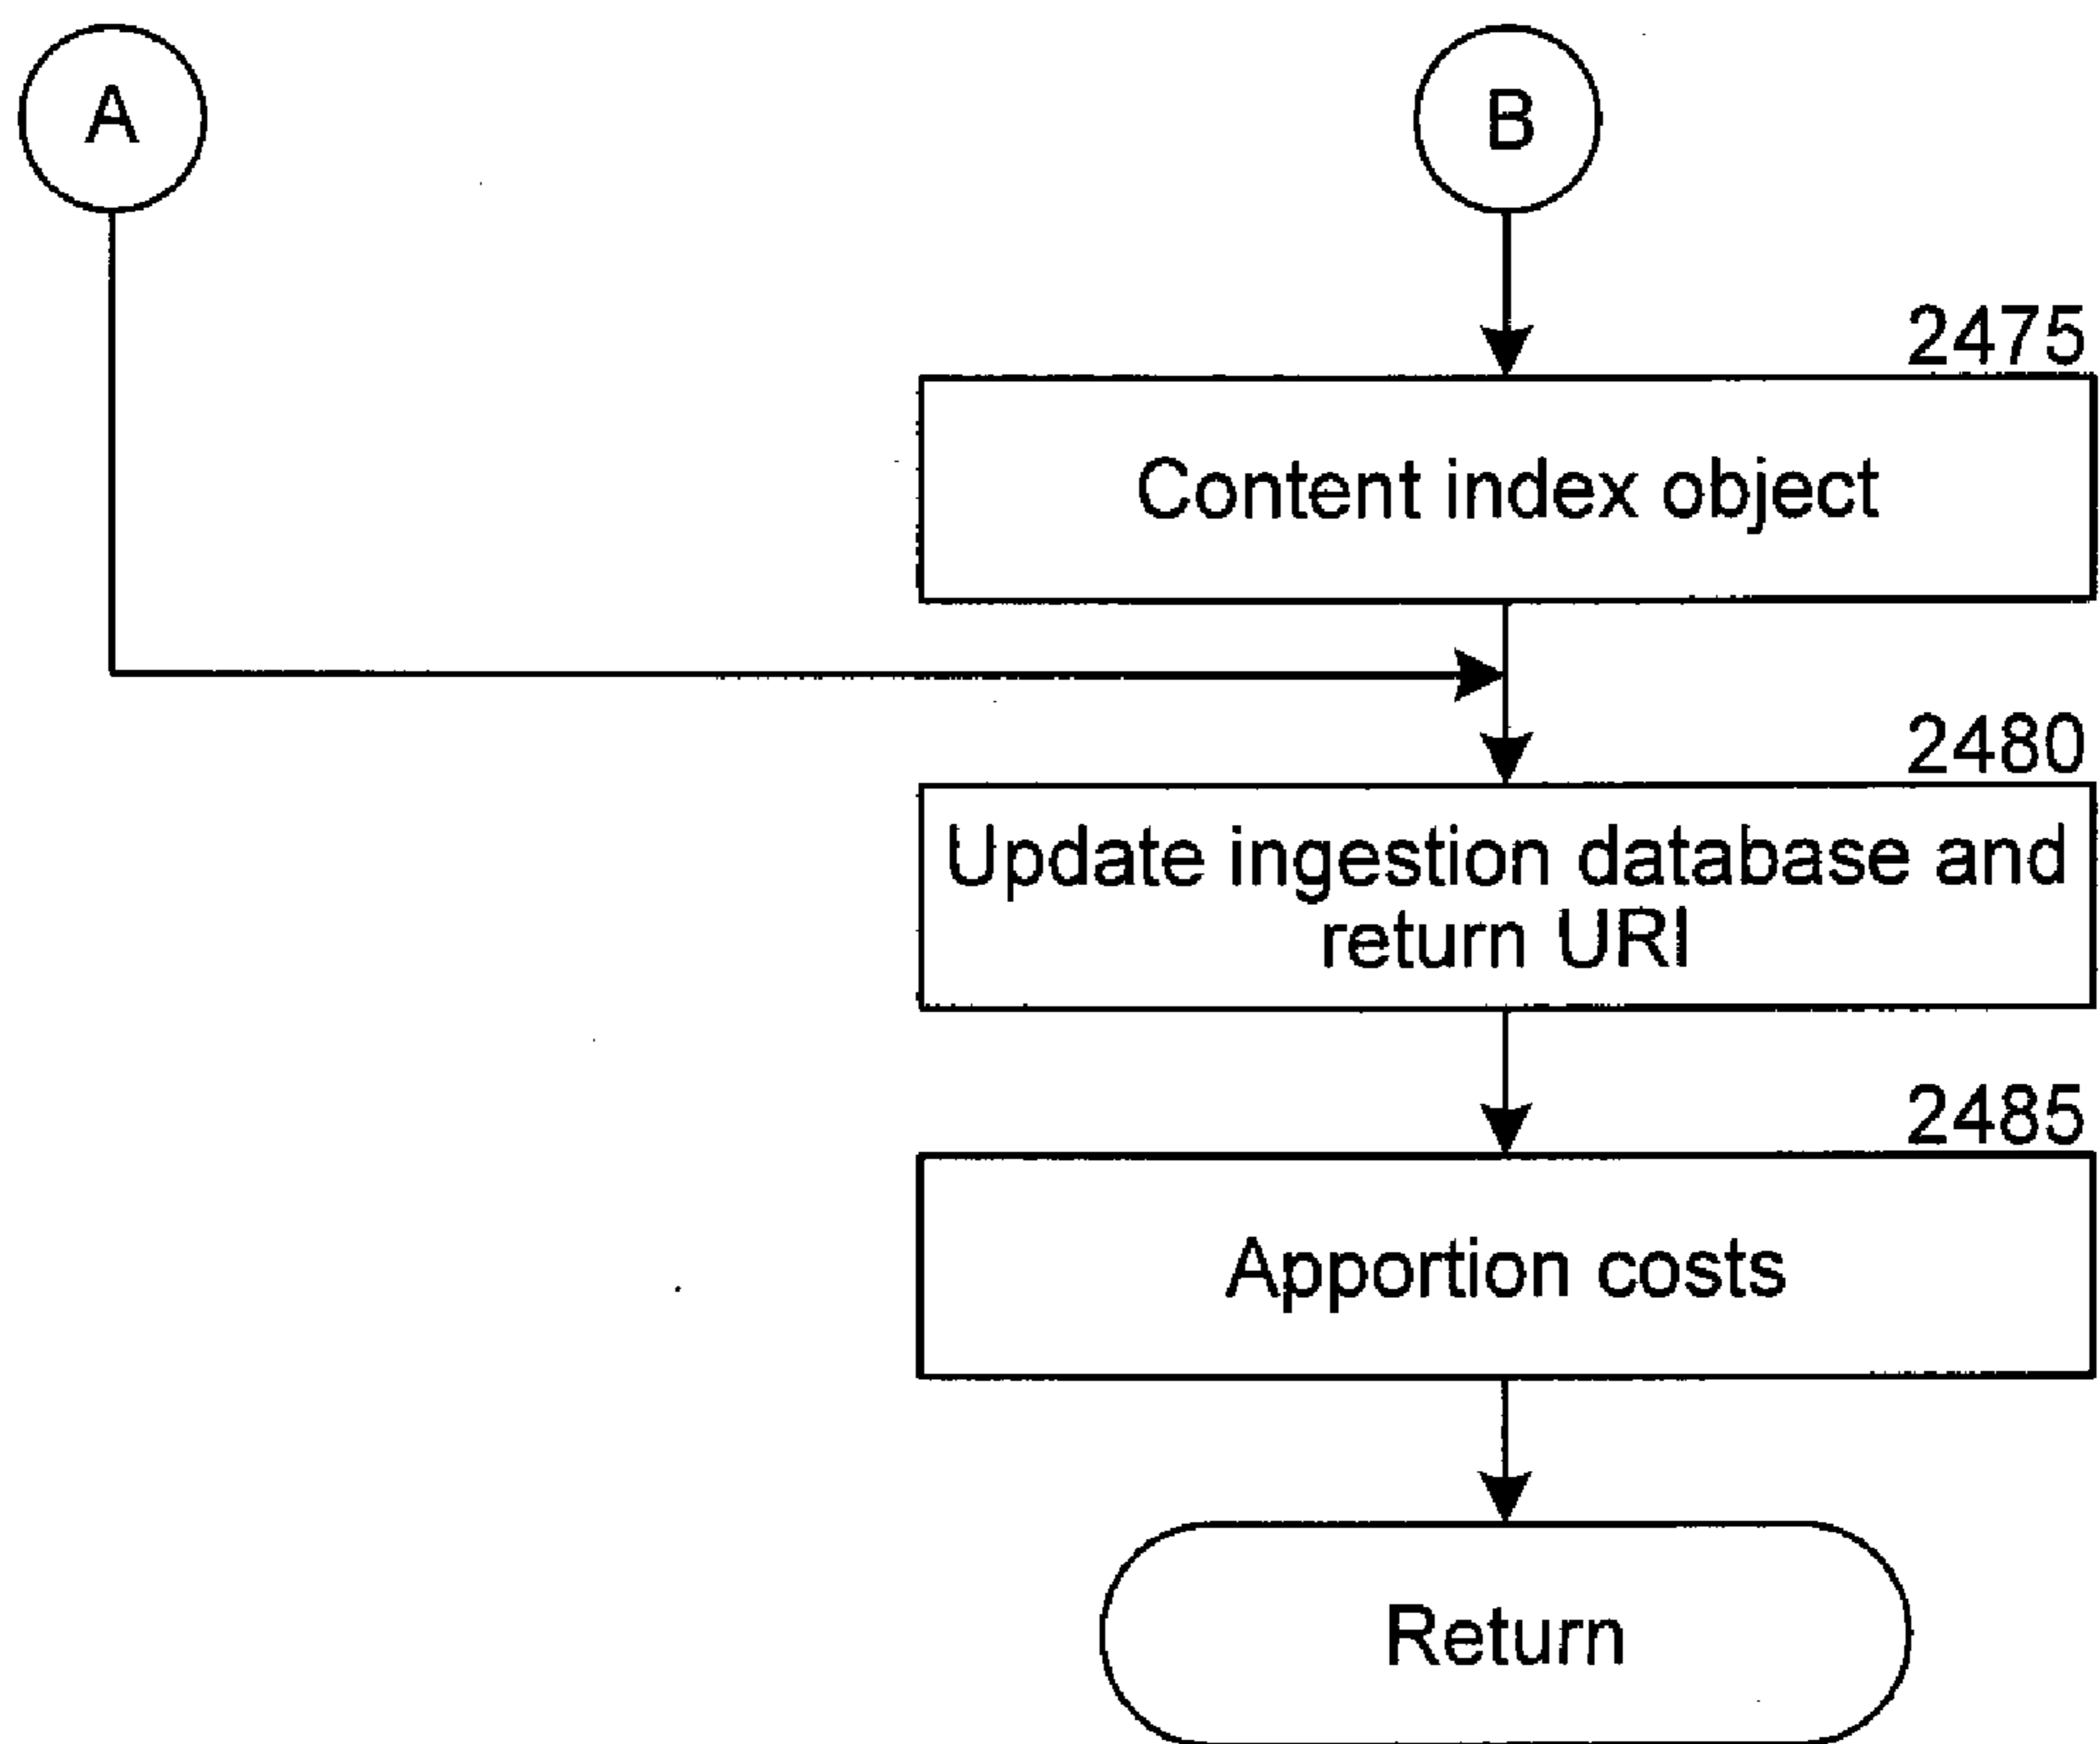 A
B
2475
Content index object
2480
Update ingestion database and
return URI
2485
Apportion costs
Return